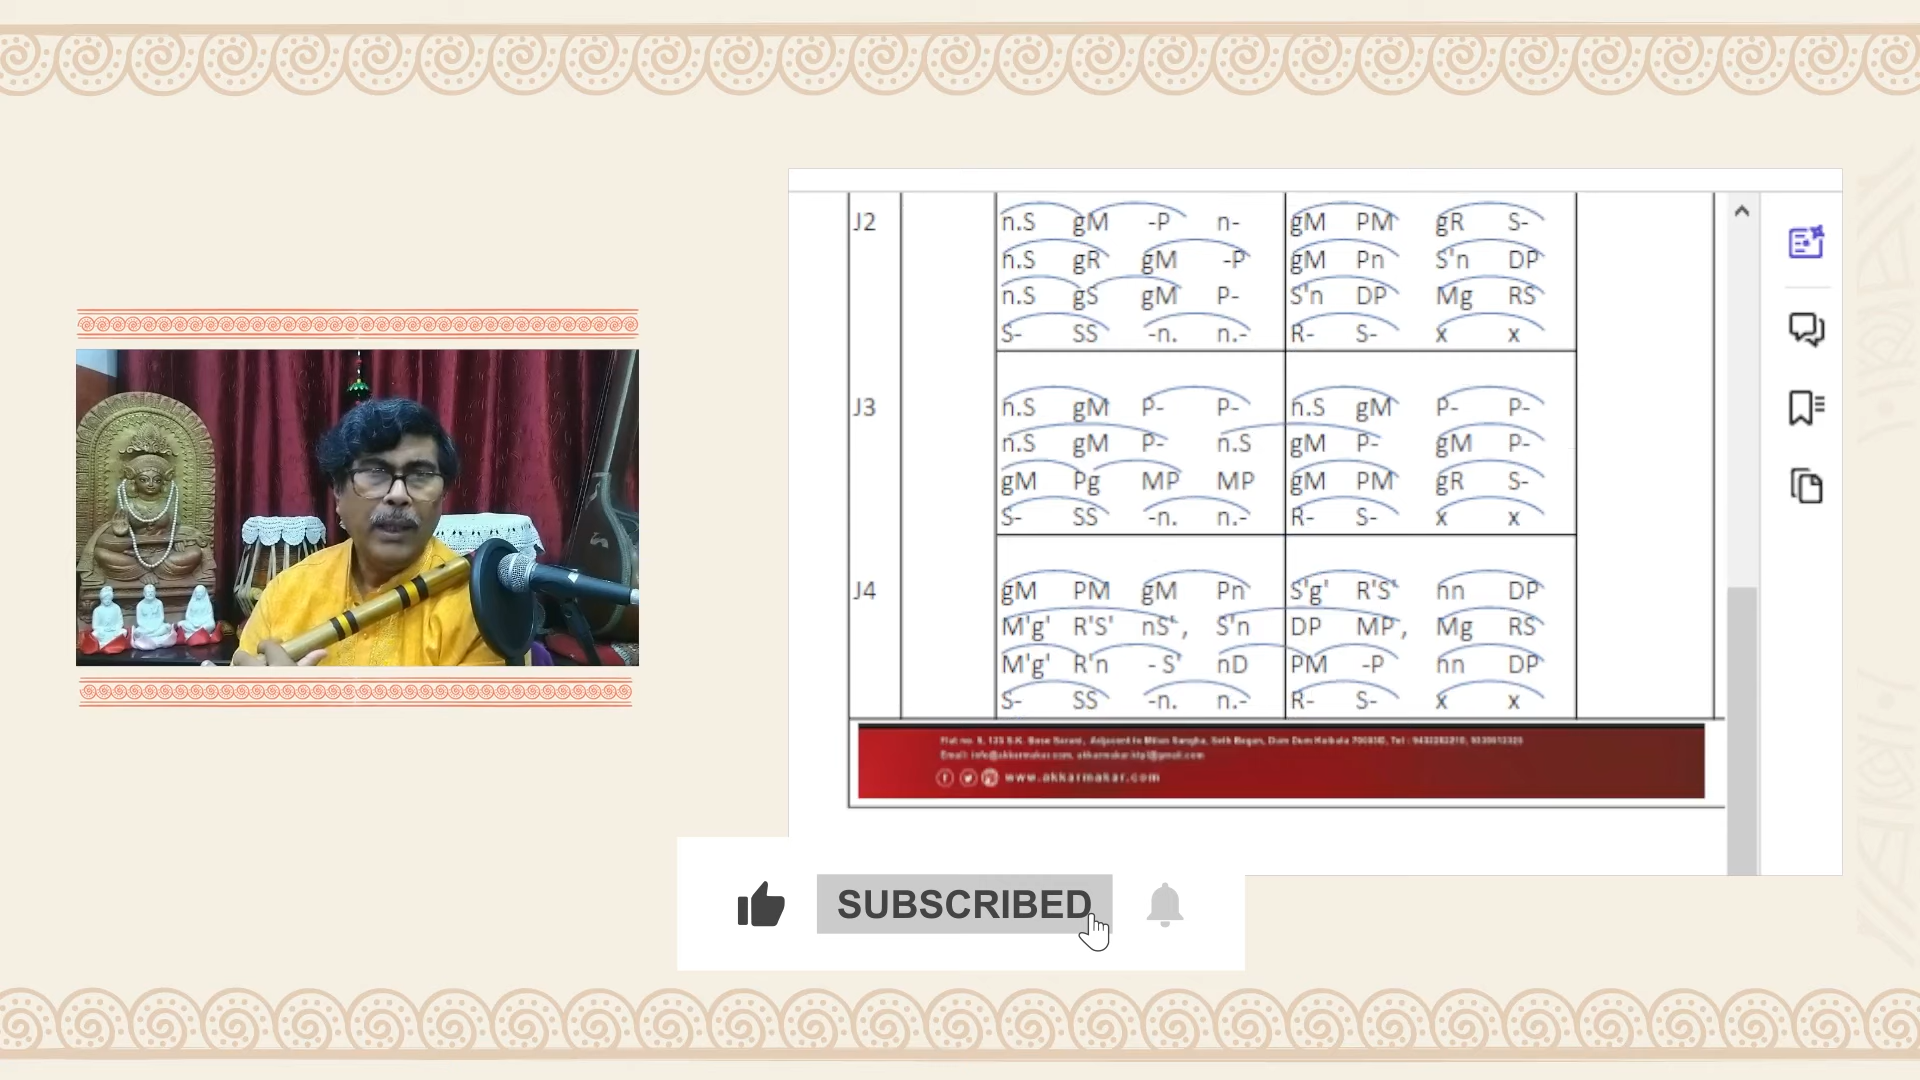 J2 n.S gM -P n- gM PM gR S-
n.S gR gM -P gM Pn S'n DP
n.S gS gM P- S'n DP Mg RS
S- SS -n. n.- R- S- x x
J3 n.S gM P- P- n.S gM P- P-
n.S gM P- n.S gM P- gM P-
gM Pg MP MP gM PM gR S-
S- SS -n. n.- R- S- x x
J4 gM PM gM Pn S'g' R'S' nn DP
M'g' R'S' nS', S'n DP MP, Mg RS
M'g' R'n - S' nD PM -P nn DP
S- SS -n. n.- R- S- x x
www.akkarmakar.com
SUBSCRIBED